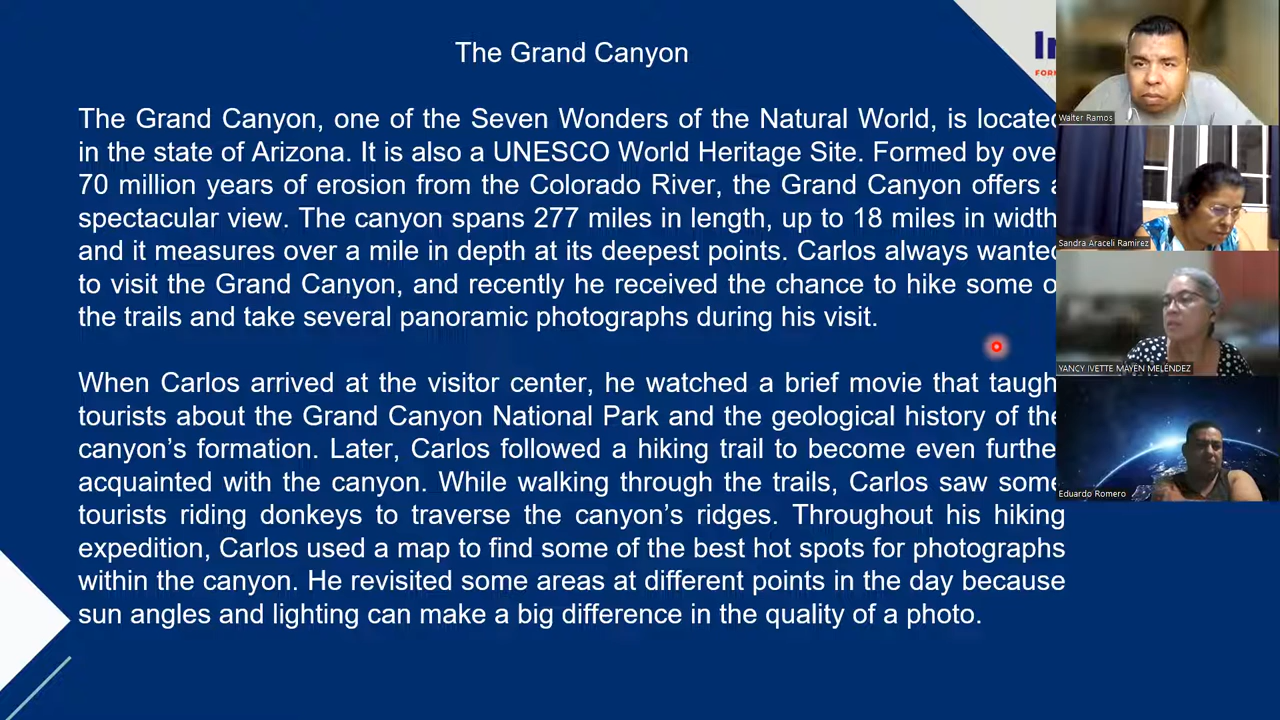 The Grand Canyon
The Grand Canyon, one of the Seven Wonders of the Natural World, is located
in the state of Arizona. It is also a UNESCO World Heritage Site. Formed by ove
70 million years of erosion from the Colorado River, the Grand Canyon offers a
spectacular view. The canyon spans 277 miles in length, up to 18 miles in width
and it measures over a mile in depth at its deepest points. Carlos always wanted
to visit the Grand Canyon, and recently he received the chance to hike some o
the trails and take several panoramic photographs during his visit.
When Carlos arrived at the visitor center, he watched a brief movie that taugh
tourists about the Grand Canyon National Park and the geological history of the
canyon’s formation. Later, Carlos followed a hiking trail to become even furthe
acquainted with the canyon. While walking through the trails, Carlos saw some
tourists riding donkeys to traverse the canyon’s ridges. Throughout his hiking
expedition, Carlos used a map to find some of the best hot spots for photographs
within the canyon. He revisited some areas at different points in the day because
sun angles and lighting can make a big difference in the quality of a photo.
Walter Ramos
Sandra Araceli Ramirez
YANCY IVETTE MAYEN MELÉNDEZ
Eduardo Romero